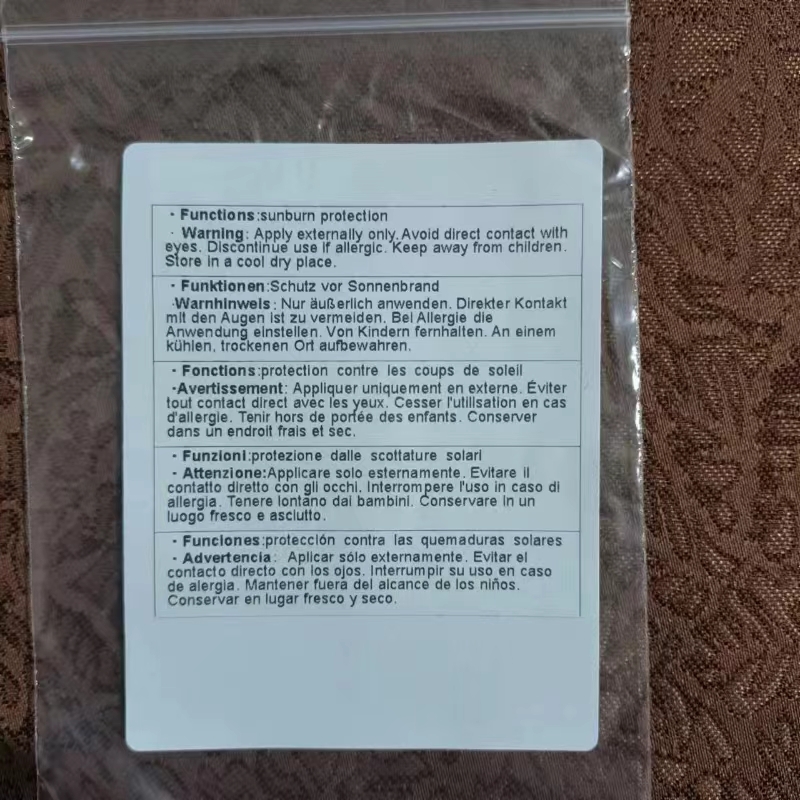 · Functions:sunburn protection
· Warning: Apply externally only. Avoid direct contact with
eyes. Discontinue use if allergic. Keep away from children.
Store in a cool dry place.
· Funktionen:Schutz vor Sonnenbrand
·Warnhinweis: Nur äußerlich anwenden. Direkter Kontakt
mit den Augen ist zu vermeiden. Bei Allergie die
Anwendung einstellen. Von Kindern fernhalten. An einem
kühlen, trockenen Ort aufbewahren.
· Fonctions:protection contre les coups de soleil
·Avertissement: Appliquer uniquement en externe. Éviter
tout contact direct avec les yeux. Cesser l'utilisation en cas
d'allergie. Tenir hors de portée des enfants. Conserver
dans un endroit frais et sec.
· Funzioni:protezione dalle scottature solari
· Attenzione:Applicare solo esternamente. Evitare il
contatto diretto con gli occhi. Interrompere l'uso in caso di
allergia. Tenere lontano dai bambini. Conservare in un
luogo fresco e asciutto.
· Funciones:protección contra las quemaduras solares
· Advertencia: Aplicar sólo externamente. Evitar el
contacto directo con los ojos. Interrumpir su uso en caso
de alergia. Mantener fuera del alcance de los niños.
Conservar en lugar fresco y seco.